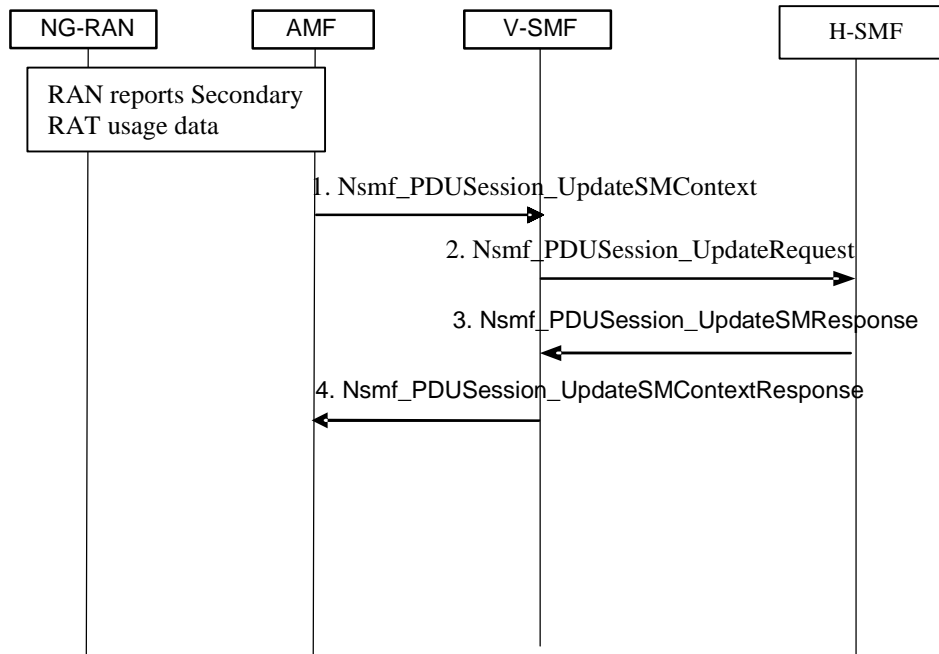 NG-RAN
AMF
V-SMF
H-SMF
RAN reports Secondary
RAT usage data
1. Nsmf_PDUSession_UpdateSMContext
2. Nsmf_PDUSession_UpdateRequest
3. Nsmf_PDUSession_UpdateSMResponse
4. Nsmf_PDUSession_UpdateSMContextResponse